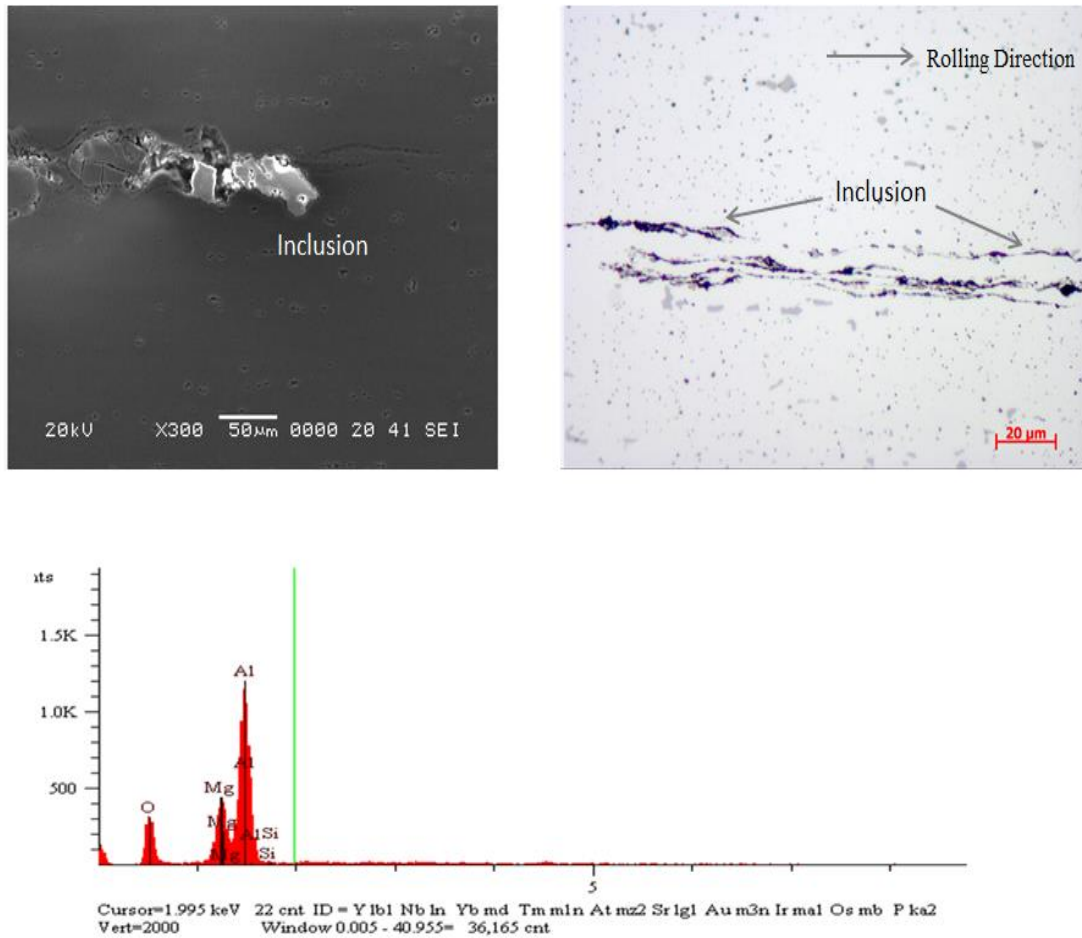 Inclusion
20kV X300 50µm 0000 20 41 SEI
Rolling Direction
Inclusion
20 µm
nts
1.5K
1.0K
500
Al
Al
Mg
O
Mg
Al Si
Mg
Si
5
Cursor=1.995 keV 22 cnt ID = Y lb1 Nb ln Yb md Tm m1n At mz2 Sr lg1 Au m3n Ir ma1 Os mb P ka2
Vert=2000 Window 0.005 - 40.955= 36,165 cnt